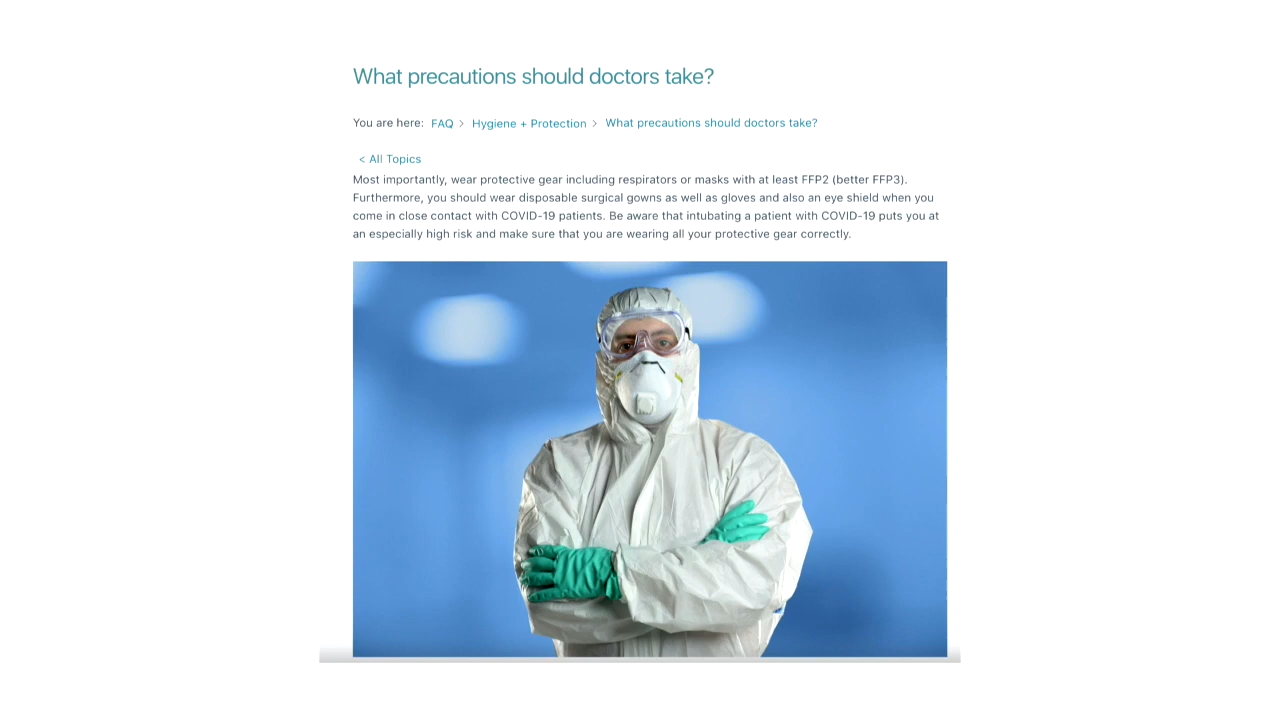 What precautions should doctors take?
You are here: FAQ > Hygiene + Protection > What precautions should doctors take?
< All Topics
Most importantly, wear protective gear including respirators or masks with at least FFP2 (better FFP3).
Furthermore, you should wear disposable surgical gowns as well as gloves and also an eye shield when you
come in close contact with COVID-19 patients. Be aware that intubating a patient with COVID-19 puts you at
an especially high risk and make sure that you are wearing all your protective gear correctly.